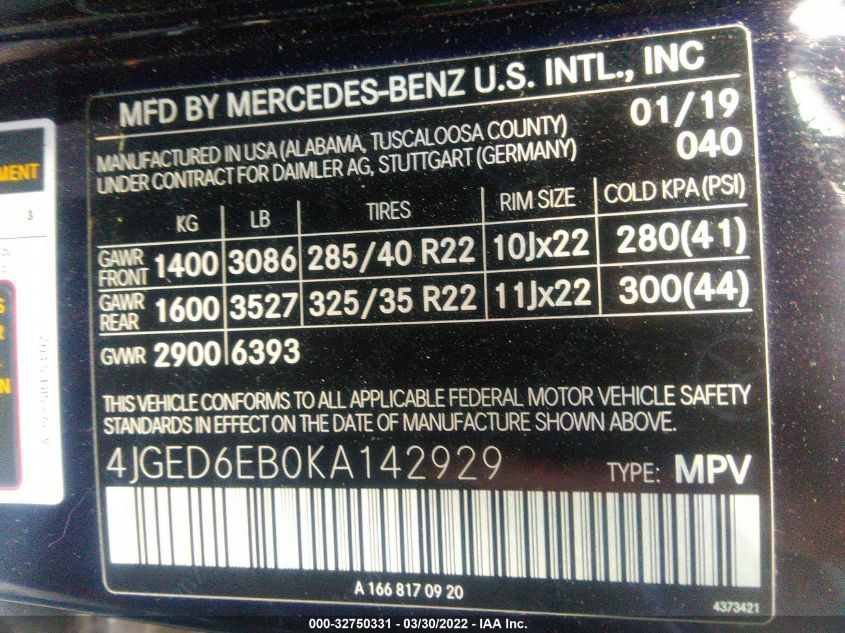 MFD BY MERCEDES-BENZ U.S. INTL., INC
01/19
MANUFACTURED IN USA (ALABAMA, TUSCALOOSA COUNTY)
UNDER CONTRACT FOR DAIMLER AG, STUTTGART (GERMANY)
040
KG LB TIRES RIM SIZE COLD KPA (PSI)
GAWR FRONT 1400 3086 285/40 R22 10Jx22 280(41)
GAWR REAR 1600 3527 325/35 R22 11Jx22 300(44)
GVWR 2900 6393
THIS VEHICLE CONFORMS TO ALL APPLICABLE FEDERAL MOTOR VEHICLE SAFETY
STANDARDS IN EFFECT ON THE DATE OF MANUFACTURE SHOWN ABOVE.
4JGED6EB0KA142929 TYPE: MPV
A 166 817 09 20
4373421
MENT
3
S
R
N
000-32750331 - 03/30/2022 - IAA Inc.